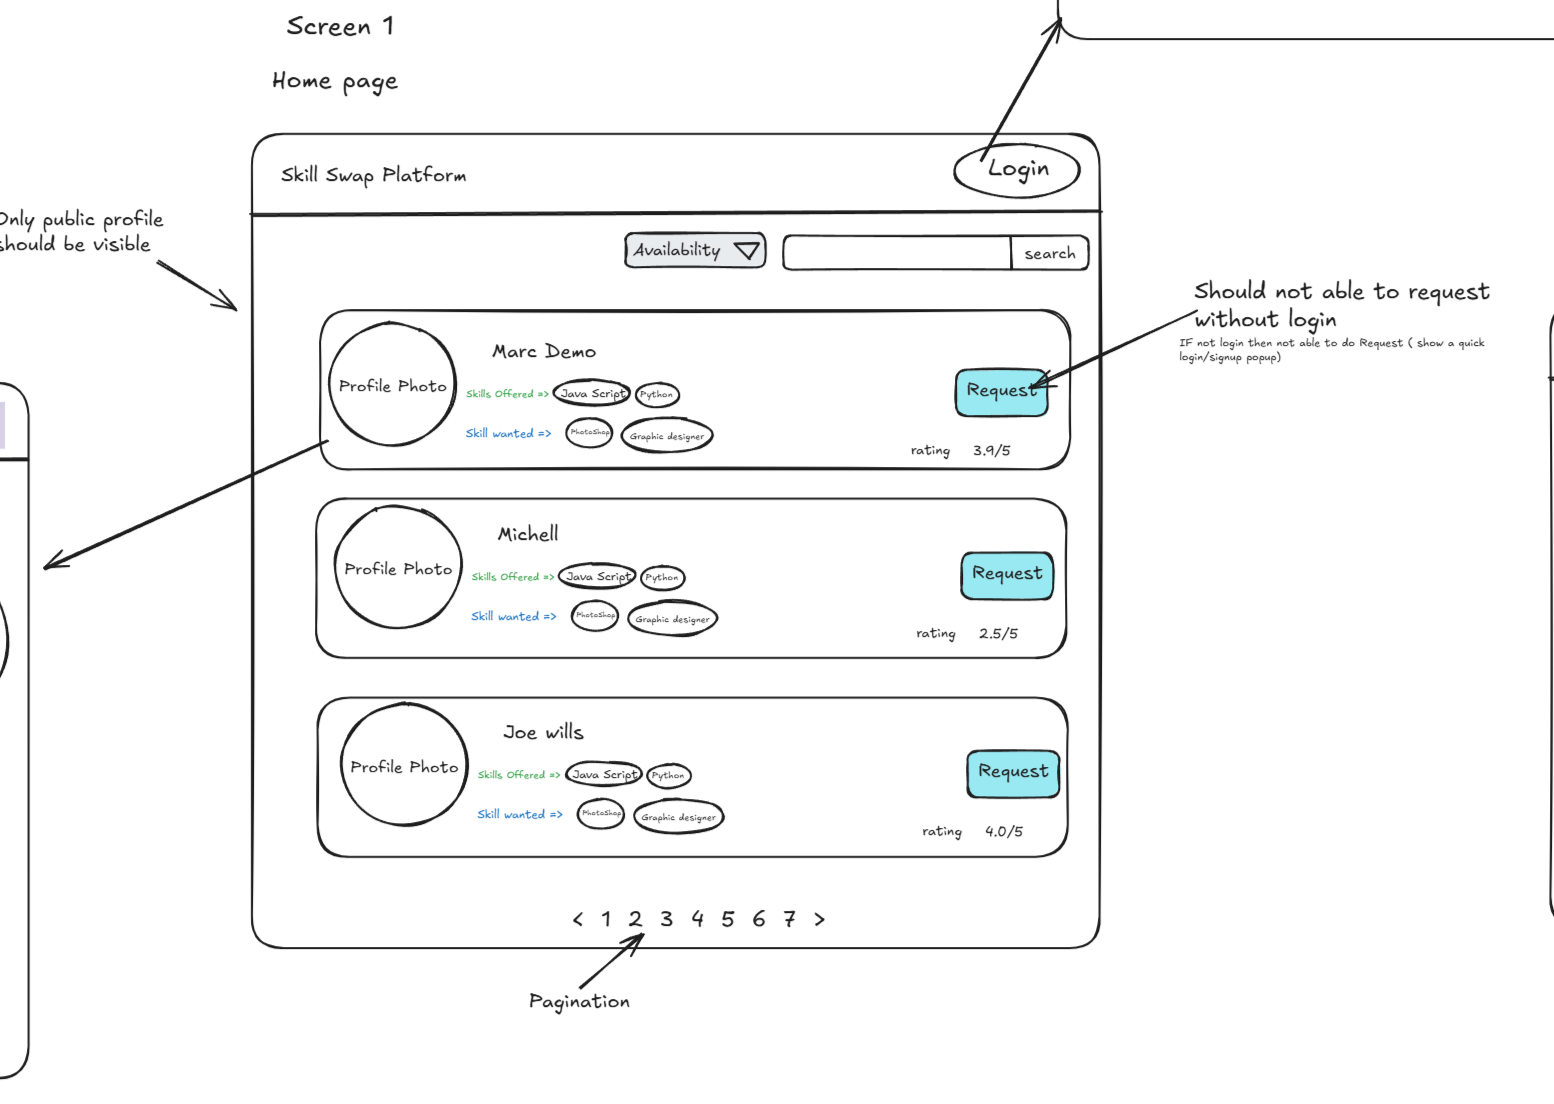 Screen 1
Home page
Skill Swap Platform
Login
Only public profile
should be visible
Availability
search
Should not able to request
without login
IF not login then not able to do Request ( show a quick
login/signup popup)
Profile Photo
Marc Demo
Skills Offered => Java Script Python
Skill wanted => PhotoShop Graphic designer
Request
rating 3.9/5
Profile Photo
Michell
Skills Offered => Java Script Python
Skill wanted => PhotoShop Graphic designer
Request
rating 2.5/5
Profile Photo
Joe wills
Skills Offered => Java Script Python
Skill wanted => PhotoShop Graphic designer
Request
rating 4.0/5
< 1 2 3 4 5 6 7 >
Pagination